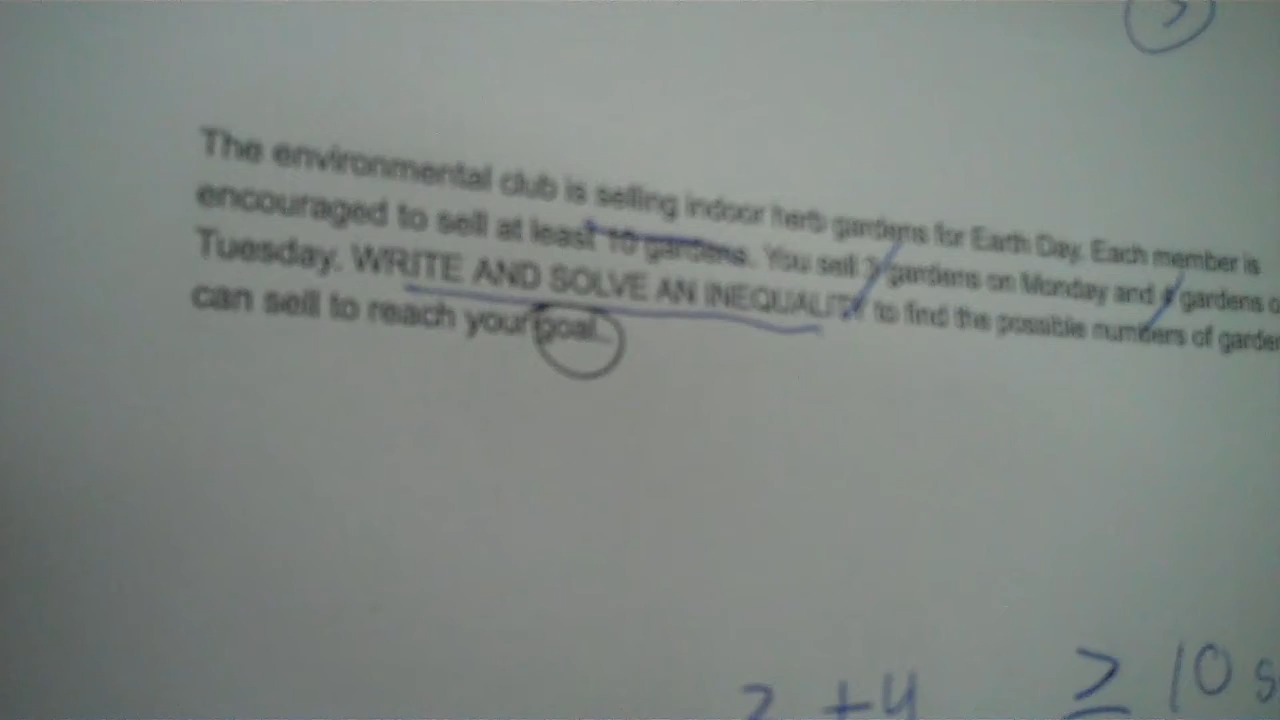 The environmental club is selling indoor herb gardens for Earth Day. Each member is
encouraged to sell at least 10 gardens. You sell gardens on Monday and gardens
Tuesday. WRITE AND SOLVE AN INEQUALITY to find the possible numbers of
can sell to reach your goal.
+ 4 ≥ 10